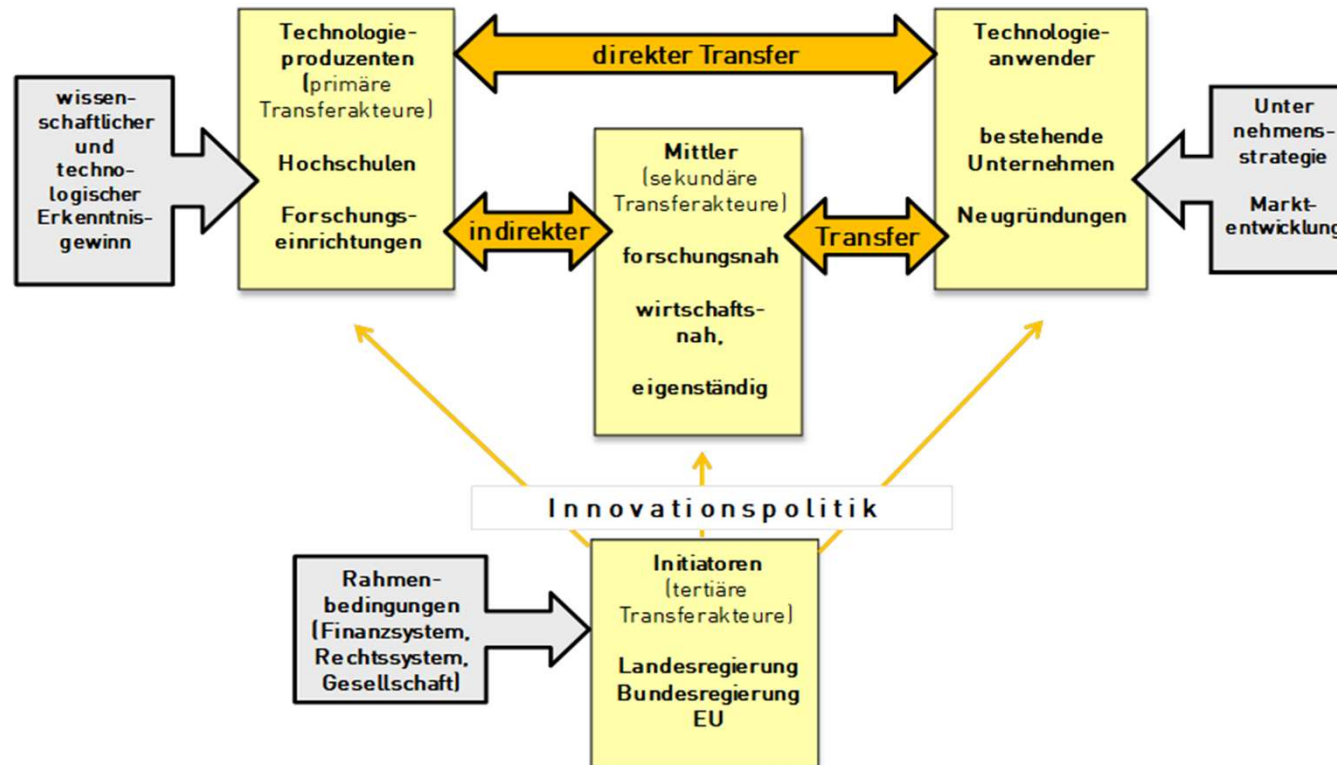 Technologie-
produzenten
(primäre
Transferakteure)
Hochschulen
Forschungs-
einrichtungen
direkter Transfer
Technologie-
anwender
bestehende
Unternehmen
Neugründungen
wissen-
schaftlicher
und
techno-
logischer
Erkenntnis-
gewinn
Mittler
(sekundäre
Transferakteure)
forschungsnah
wirtschafts-
nah,
eigenständig
indirekter
Transfer
Unter
nehmens-
strategie
Markt-
entwicklung
Innovationspolitik
Rahmen-
bedingungen
(Finanzsystem,
Rechtssystem,
Gesellschaft)
Initiatoren
(tertiäre
Transferakteure)
Landesregierung
Bundesregierung
EU